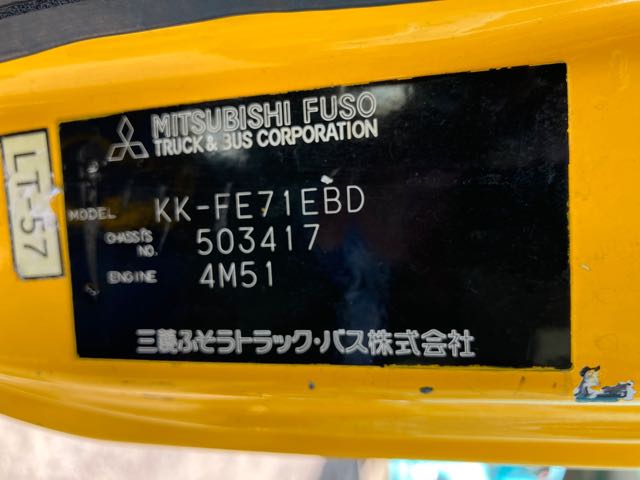 MITSUBISHI FUSO
TRUCK & BUS CORPORATION
LT-57
MODEL KK-FE71EBD
CHASSIS NO. 503417
ENGINE 4M51
三菱ふそうトラック・バス株式会社